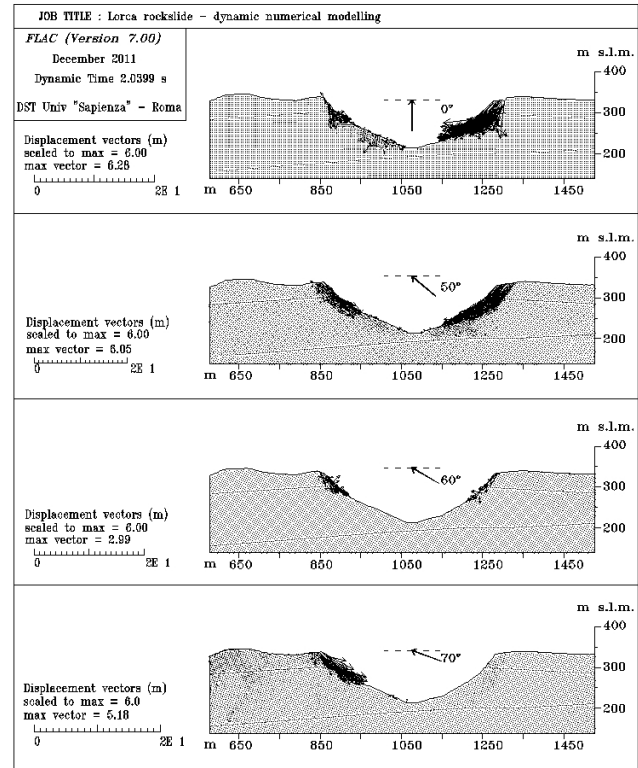 JOB TITLE : Lorca rockslide - dynamic numerical modelling
FLAC (Version 7.00)
December 2011
Dynamic Time 2.0399 s
DST Univ "Sapienza" - Roma
Displacement vectors (m)
scaled to max = 6.00
max vector = 6.28
0 2E 1
m s.l.m.
400
300
200
0°
m 650 850 1050 1250 1450
Displacement vectors (m)
scaled to max = 6.00
max vector = 6.05
0 2E 1
m s.l.m.
400
300
200
50°
m 650 850 1050 1250 1450
Displacement vectors (m)
scaled to max = 6.00
max vector = 2.99
0 2E 1
m s.l.m.
400
300
200
60°
m 650 850 1050 1250 1450
Displacement vectors (m)
scaled to max = 6.0
max vector = 5.18
0 2E 1
m s.l.m.
400
300
200
70°
m 650 850 1050 1250 1450